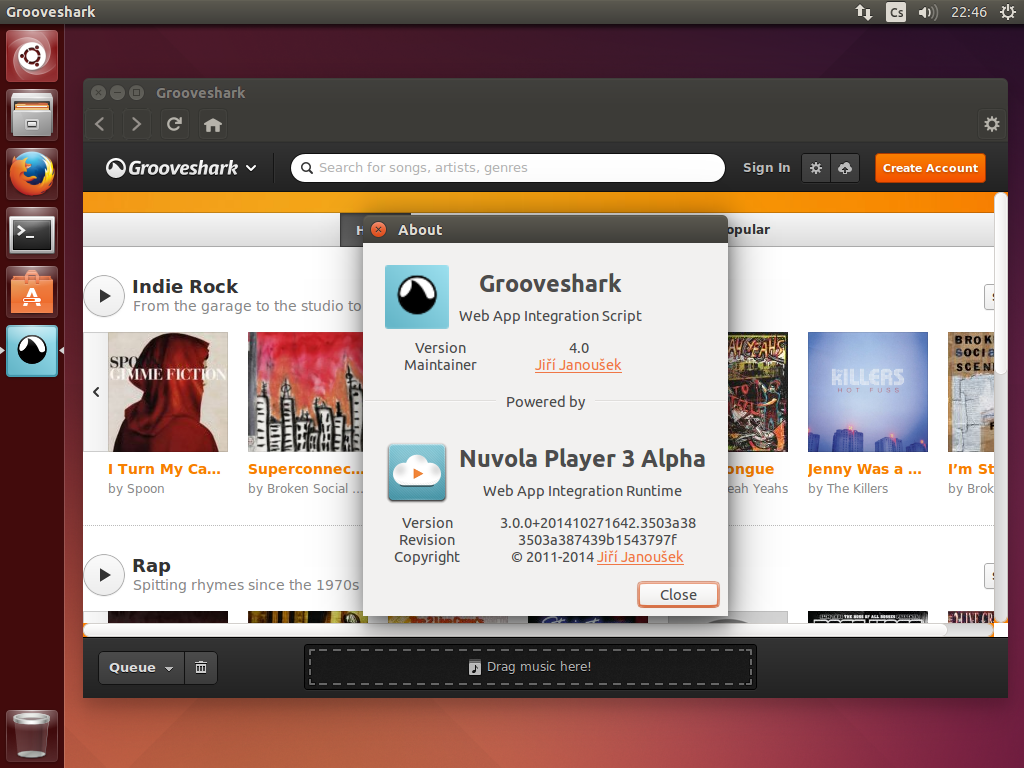 Grooveshark
Cs
22:46
Grooveshark
Grooveshark
Search for songs, artists, genres
Sign In
Create Account
H
opular
About
Indie Rock
From the garage to the studio to
Grooveshark
Web App Integration Script
Version 4.0
Maintainer Jiří Janoušek
Powered by
SPOON
GIMME FICTION
KILLERS
HOT FUSS
BROKEN
SOCIAL
SCENE
I Turn My Ca...
by Spoon
Superconnec...
by Broken Social ...
ongue
eah Yeahs
Jenny Was a ...
by The Killers
I'm St
by Brok
Nuvola Player 3 Alpha
Web App Integration Runtime
Version 3.0.0+201410271642.3503a38
Revision 3503a387439b1543797f
Copyright © 2011-2014 Jiří Janoušek
Close
Rap
Spitting rhymes since the 1970s
Queue
Drag music here!